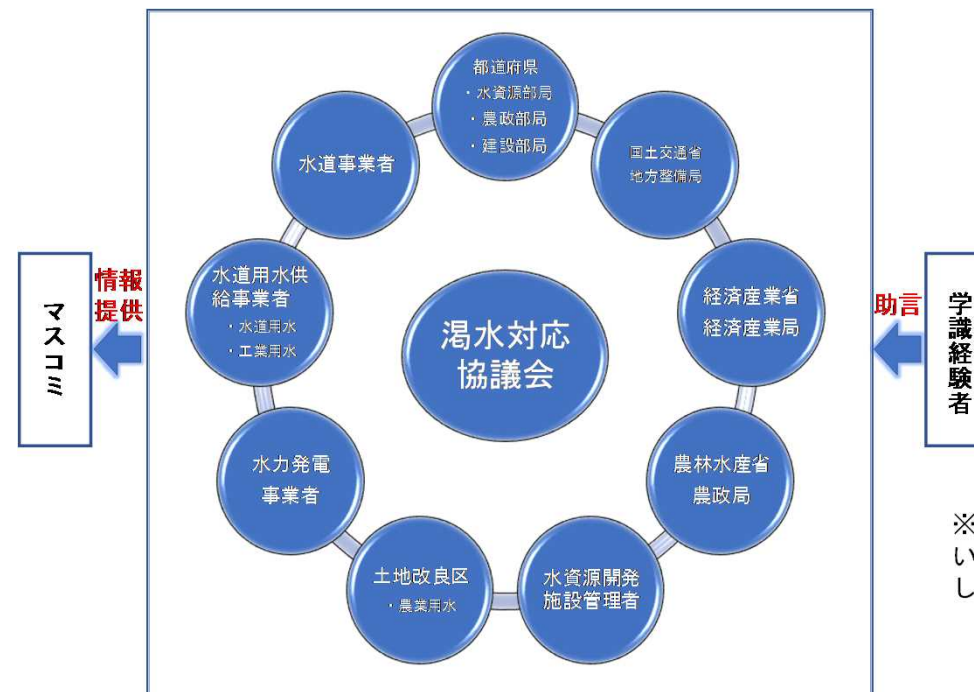 都道府県
・水資源部局
・農政部局
・建設部局
国土交通省
地方整備局
経済産業省
経済産業局
農林水産省
農政局
水資源開発
施設管理者
土地改良区
・農業用水
水力発電
事業者
水道用水供
給事業者
・水道用水
・工業用水
水道事業者
渇水対応
協議会
情報
提供
マスコミ
助言
学識経験者
※
い
し